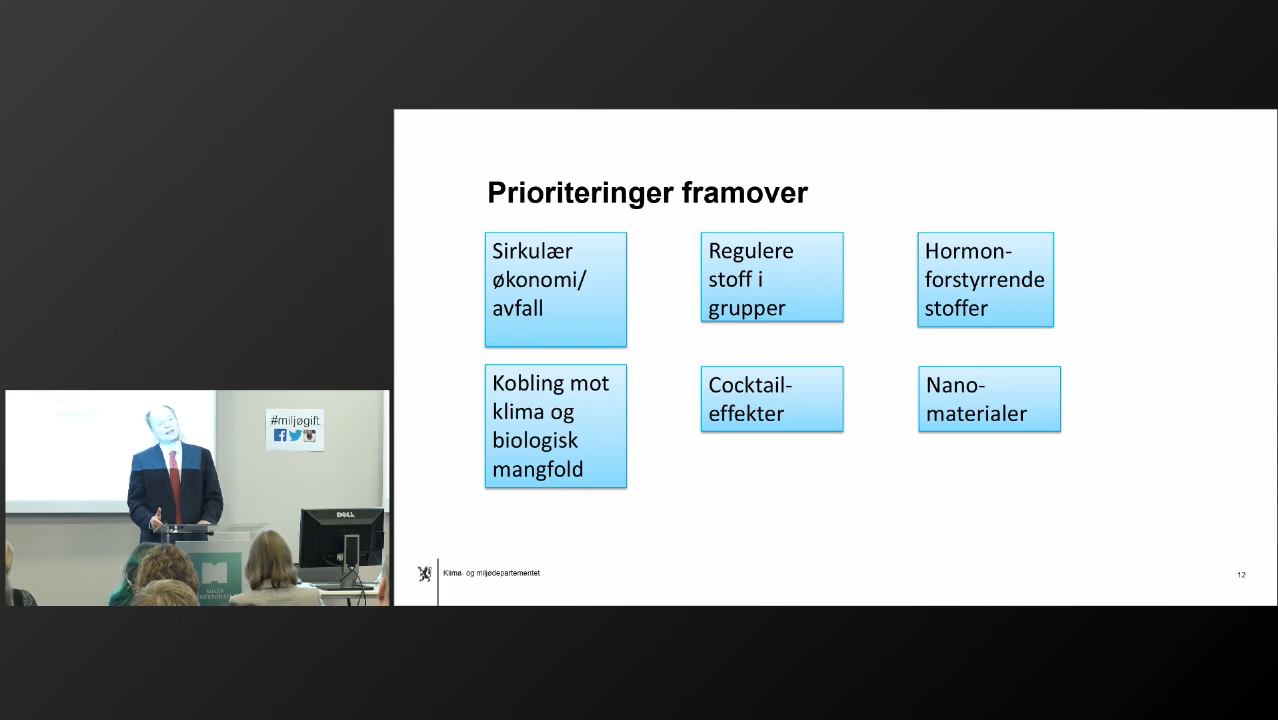 Prioriteringer framover
Sirkulær
økonomi/
avfall
Regulere
stoff i
grupper
Hormon-
forstyrrende
stoffer
Kobling mot
klima og
biologisk
mangfold
Cocktail-
effekter
Nano-
materialer
Klima- og miljødepartementet
12
#miljøgift
DELL
MILJØ